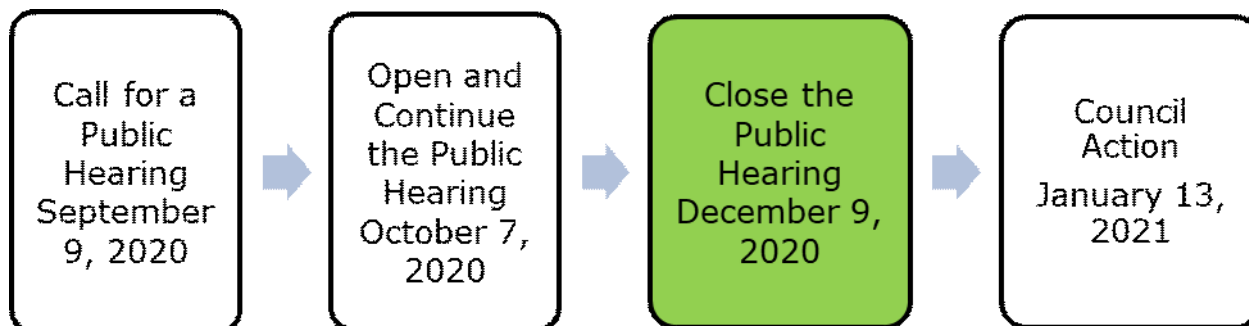 Call for a
Public
Hearing
September
9, 2020
Open and
Continue
the Public
Hearing
October 7,
2020
Close the
Public
Hearing
December 9,
2020
Council
Action
January 13,
2021